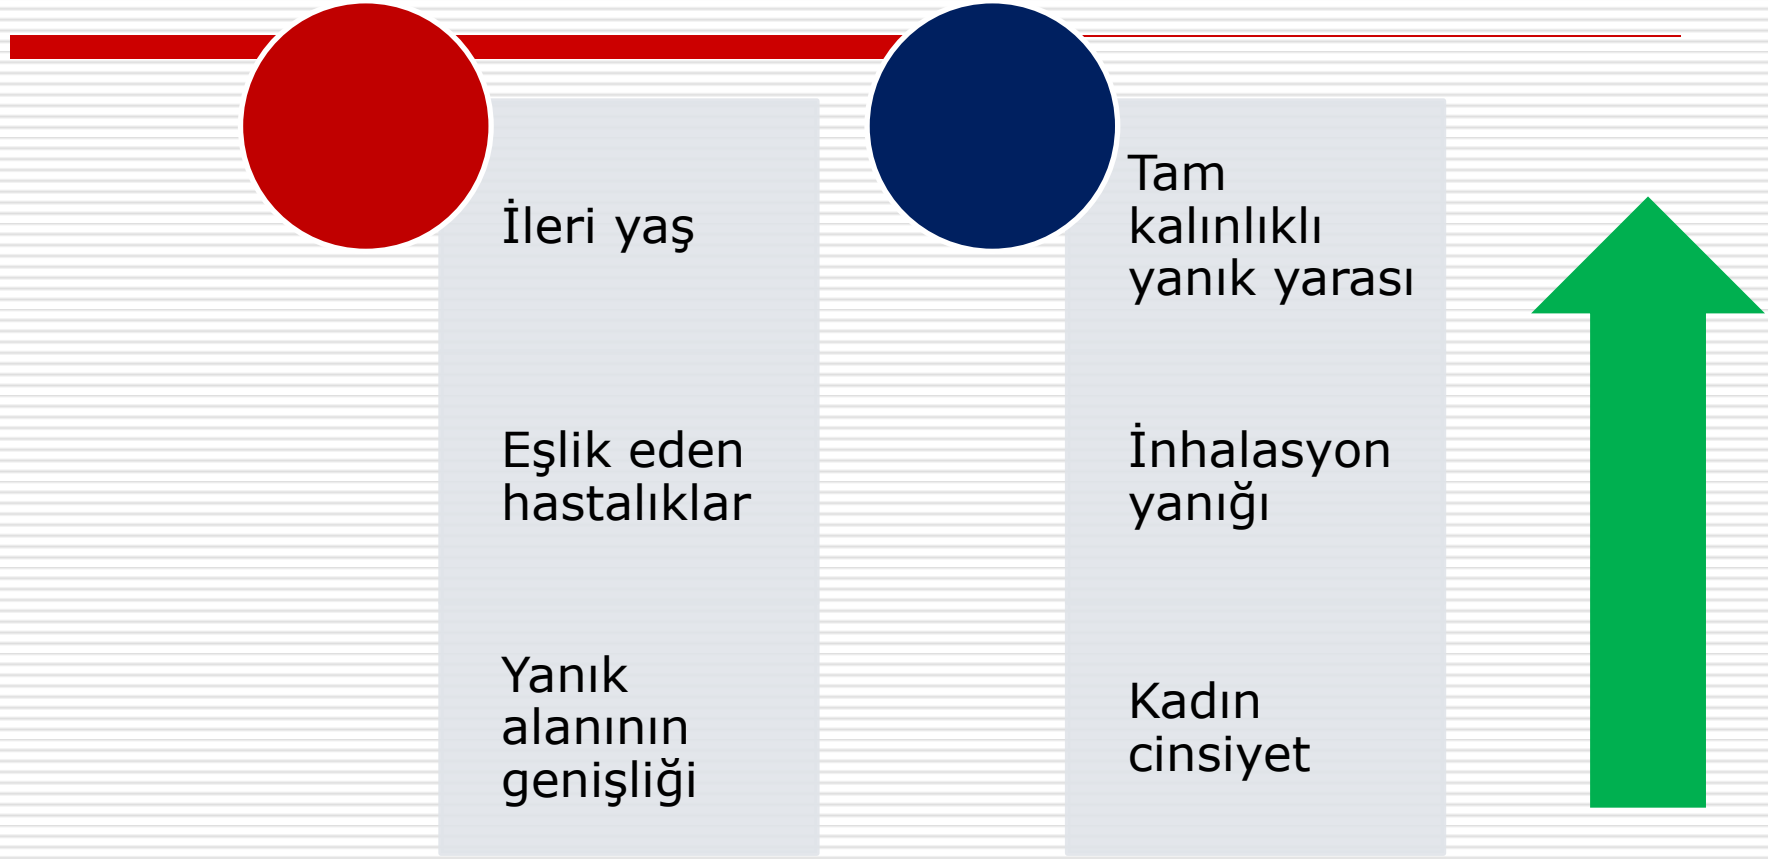 İleri yaş
Eşlik eden
hastalıklar
Yanık
alanının
genişliği
Tam
kalınlıklı
yanık yarası
İnhalasyon
yanığı
Kadın
cinsiyet